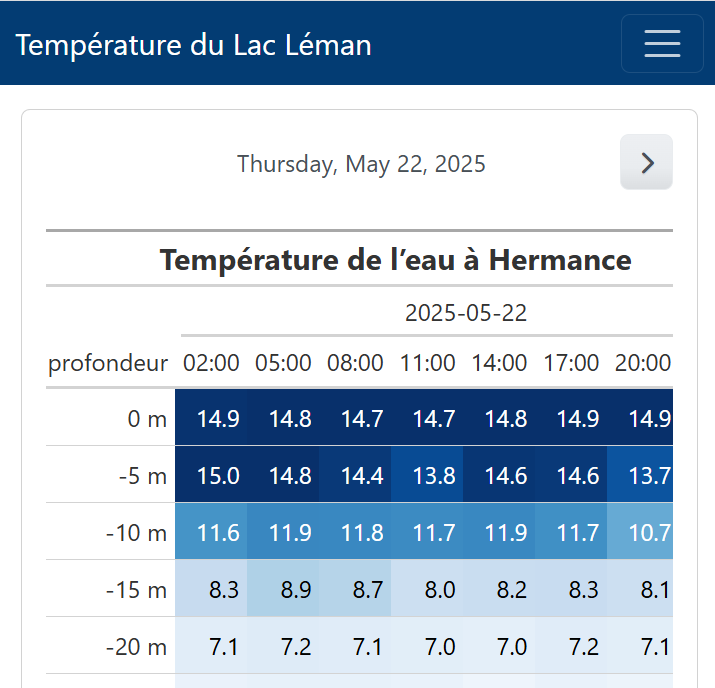 Température du Lac Léman
Thursday, May 22, 2025
Température de l’eau à Hermance
2025-05-22
profondeur 02:00 05:00 08:00 11:00 14:00 17:00 20:00
0 m 14.9 14.8 14.7 14.7 14.8 14.9 14.9
-5 m 15.0 14.8 14.4 13.8 14.6 14.6 13.7
-10 m 11.6 11.9 11.8 11.7 11.9 11.7 10.7
-15 m 8.3 8.9 8.7 8.0 8.2 8.3 8.1
-20 m 7.1 7.2 7.1 7.0 7.0 7.2 7.1